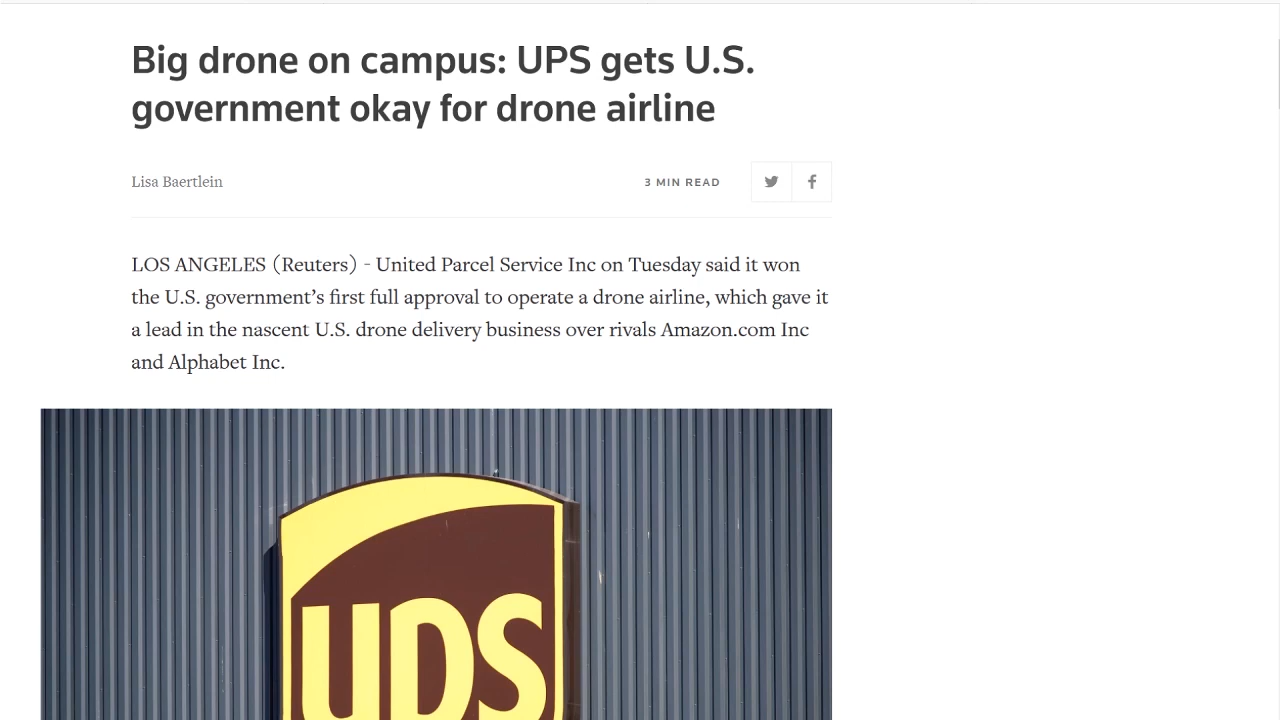 Big drone on campus: UPS gets U.S.
government okay for drone airline
Lisa Baertlein
3 MIN READ
LOS ANGELES (Reuters) - United Parcel Service Inc on Tuesday said it won
the U.S. government’s first full approval to operate a drone airline, which gave it
a lead in the nascent U.S. drone delivery business over rivals Amazon.com Inc
and Alphabet Inc.
ups